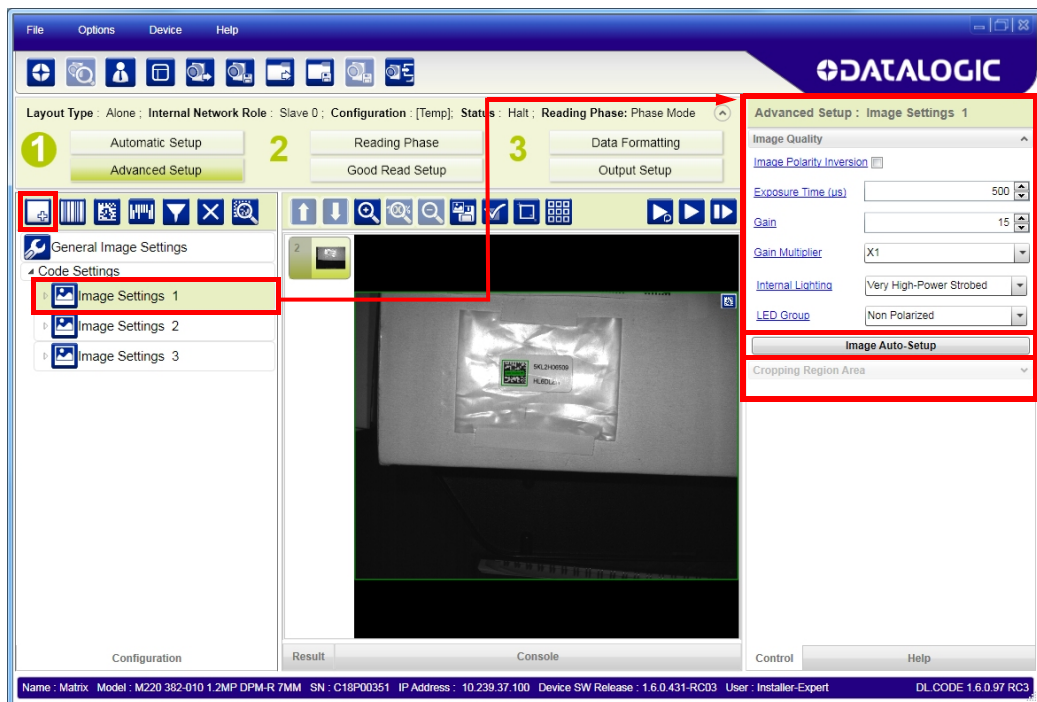 File Options Device Help
DATALOGIC
Layout Type : Alone ; Internal Network Role : Slave 0 ; Configuration : [Temp]; Status : Halt ; Reading Phase: Phase Mode
1 Automatic Setup 2 Reading Phase 3 Data Formatting
Advanced Setup Good Read Setup Output Setup
General Image Settings
Code Settings
Image Settings 1
Image Settings 2
Image Settings 3
Configuration
2
5KL2H06509
Result Console
Advanced Setup : Image Settings 1
Image Quality
Image Polarity Inversion
Exposure Time (µs) 500
Gain 15
Gain Multiplier X1
Internal Lighting Very High-Power Strobed
LED Group Non Polarized
Image Auto-Setup
Cropping Region Area
Control Help
Name : Matrix Model : M220 382-010 1.2MP DPM-R 7MM SN : C18P00351 IP Address : 10.239.37.100 Device SW Release : 1.6.0.431-RC03 User : Installer-Expert DL.CODE 1.6.0.97 RC3